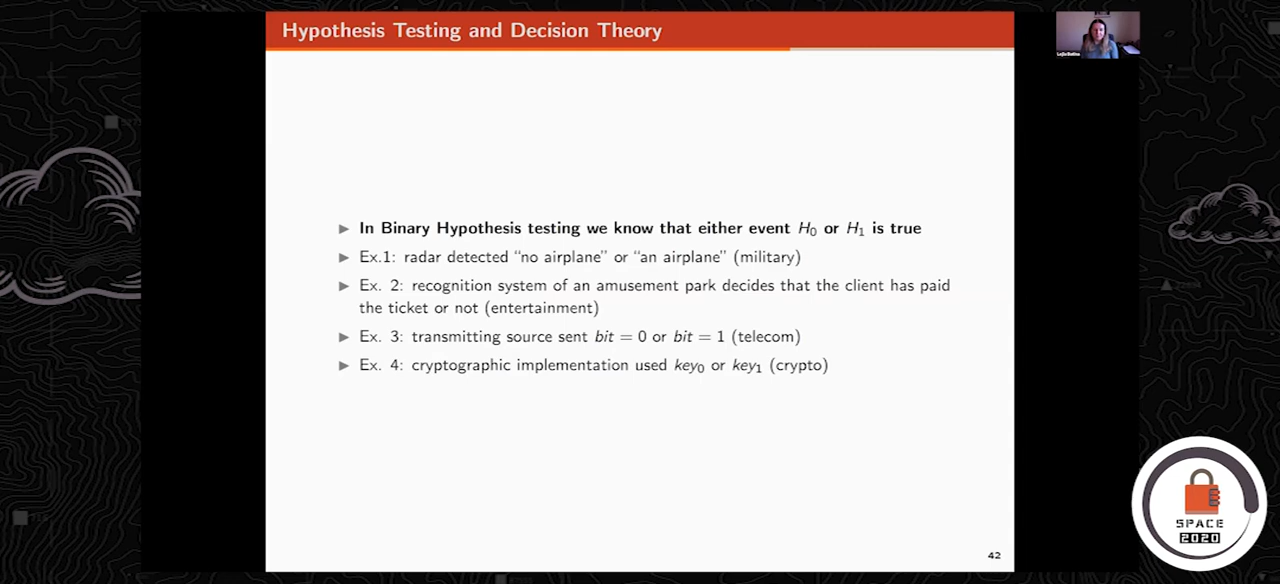 Hypothesis Testing and Decision Theory
In Binary Hypothesis testing we know that either event H₀ or H₁ is true
Ex.1: radar detected “no airplane” or “an airplane” (military)
Ex. 2: recognition system of an amusement park decides that the client has paid
the ticket or not (entertainment)
Ex. 3: transmitting source sent bit = 0 or bit = 1 (telecom)
Ex. 4: cryptographic implementation used key₀ or key₁ (crypto)
42
SPACE
2020